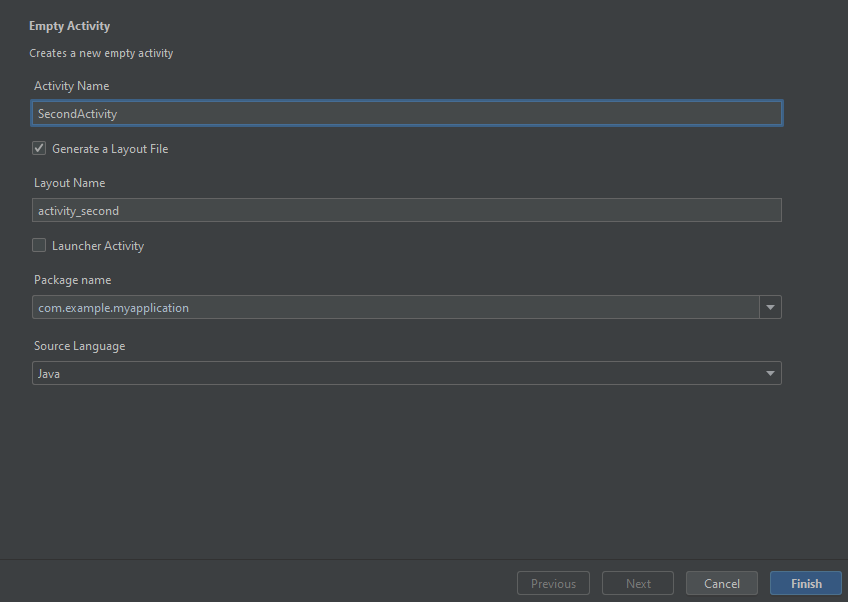 Empty Activity
Creates a new empty activity
Activity Name
SecondActivity
Generate a Layout File
Layout Name
activity_second
Launcher Activity
Package name
com.example.myapplication
Source Language
Java
Previous Next Cancel Finish